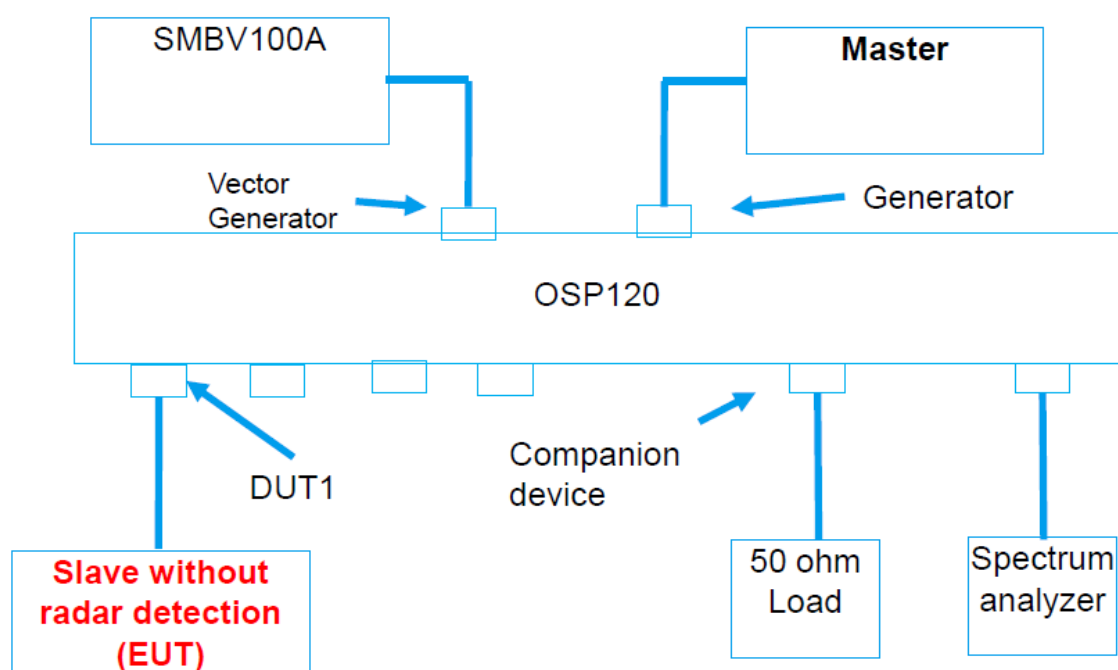 SMBV100A
Master
Vector
Generator
Generator
OSP120
DUT1
Companion
device
Slave without
radar detection
(EUT)
50 ohm
Load
Spectrum
analyzer